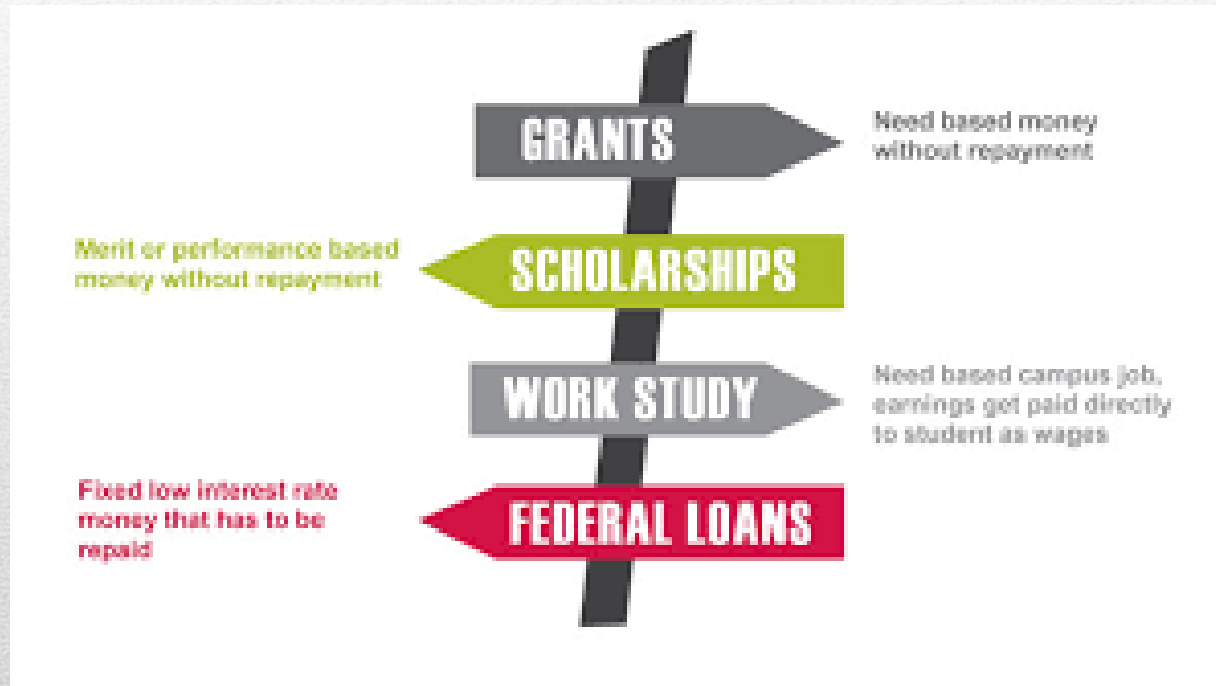 GRANTS
Need based money
without repayment
Merit or performance based
money without repayment
SCHOLARSHIPS
WORK STUDY
Need based campus job,
earnings get paid directly
to student as wages
Fixed low interest rate
money that has to be
repaid
FEDERAL LOANS